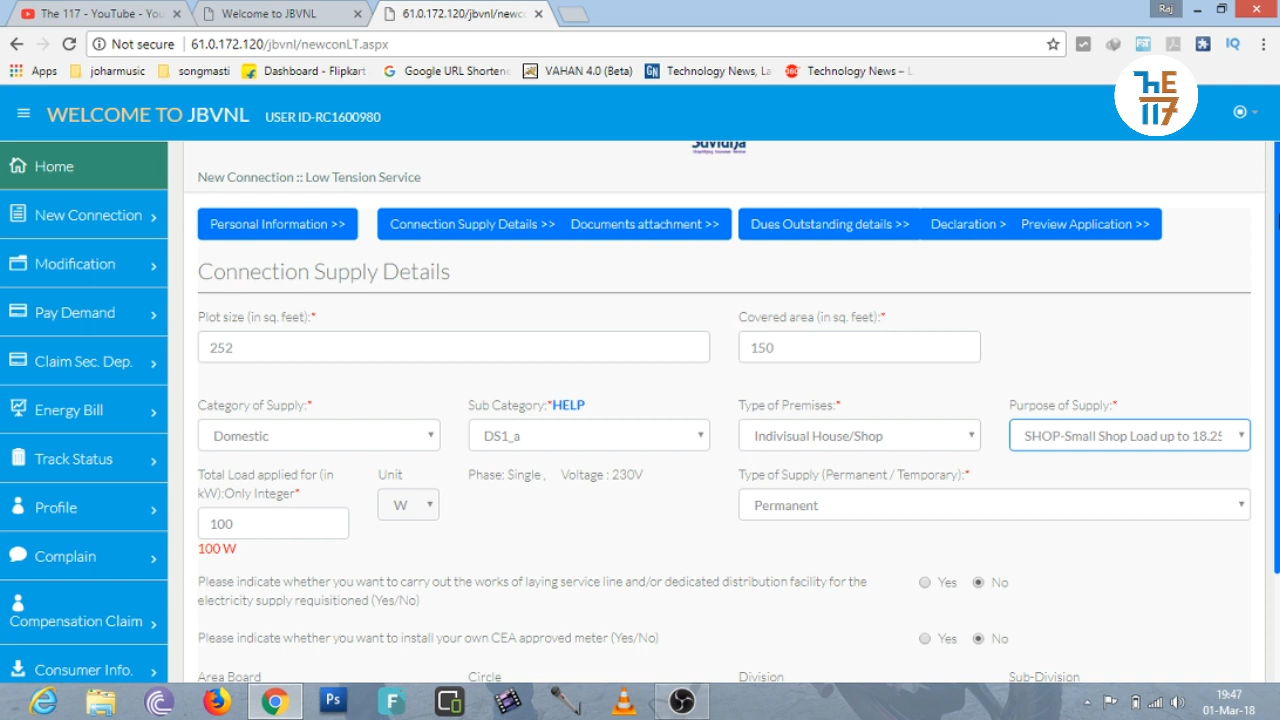 The 117 - YouTube - You
Welcome to JBVNL
61.0.172.120/jbvnl/newco
Raj
Not secure
61.0.172.120/jbvnl/newconLT.aspx
Apps
joharmusic
songmasti
Dashboard - Flipkart
Google URL Shortene
VAHAN 4.0 (Beta)
GN
Technology News, La
Technology News – L
IQ
hE
117
WELCOME TO JBVNL
USER ID-RC1600980
Home
New Connection
Modification
Pay Demand
Claim Sec. Dep.
Energy Bill
Track Status
Profile
Complain
Compensation Claim
Consumer Info.
Suvidha
New Connection :: Low Tension Service
Personal Information >>
Connection Supply Details >>
Documents attachment >>
Dues Outstanding details >>
Declaration >
Preview Application >>
Connection Supply Details
Plot size (in sq. feet):*
Covered area (in sq. feet):*
252
150
Category of Supply:*
Sub Category:*HELP
Type of Premises:*
Purpose of Supply:*
Domestic
DS1_a
Indivisual House/Shop
SHOP-Small Shop Load up to 18.25
Total Load applied for (in
kW):Only Integer*
Unit
Phase: Single , Voltage : 230V
Type of Supply (Permanent / Temporary):*
100
W
Permanent
100 W
Please indicate whether you want to carry out the works of laying service line and/or dedicated distribution facility for the
electricity supply requisitioned (Yes/No)
Yes
No
Please indicate whether you want to install your own CEA approved meter (Yes/No)
Yes
No
Area Board
Circle
Division
Sub-Division
Ps
F
19:47
01-Mar-18